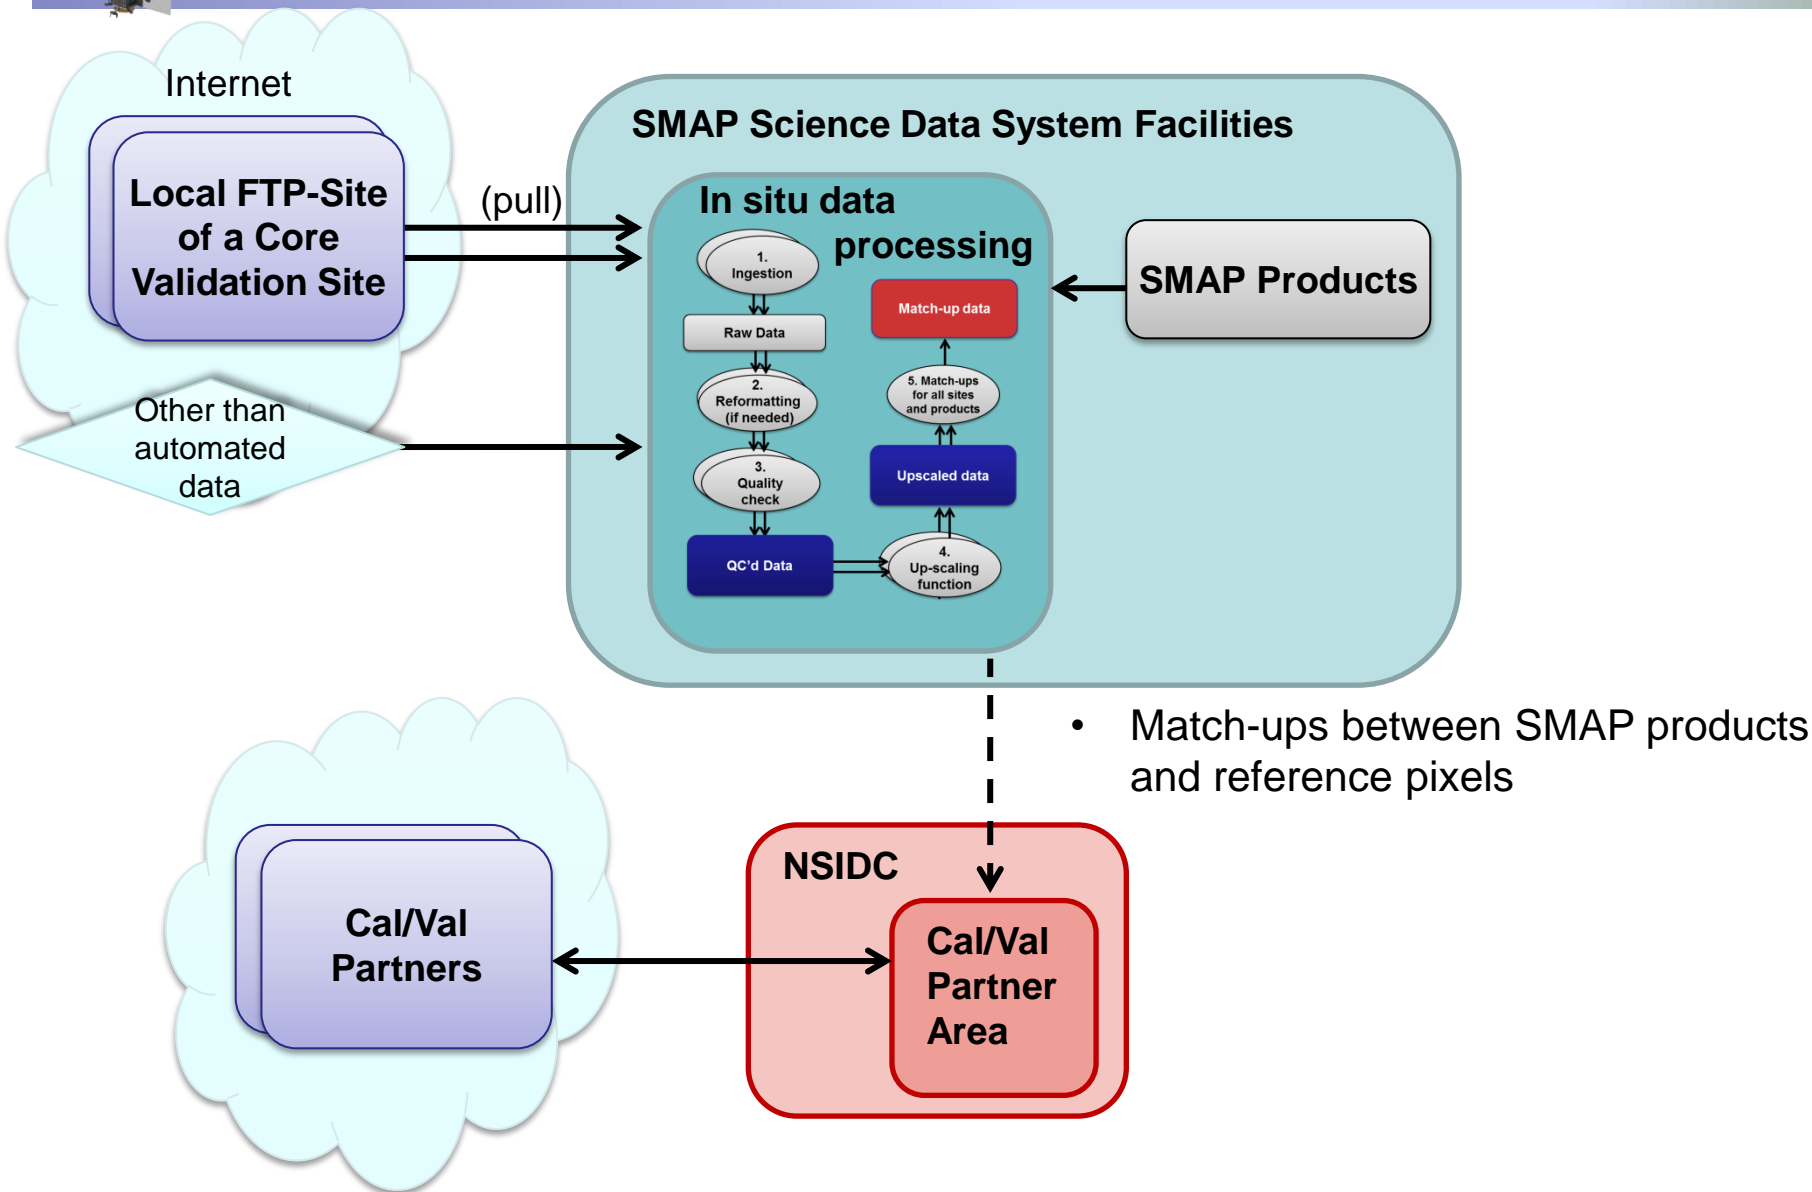 Internet
Local FTP-Site
of a Core
Validation Site
(pull)
Other than
automated
data
SMAP Science Data System Facilities
In situ data
processing
1.
Ingestion
Raw Data
2.
Reformatting
(if needed)
3.
Quality
check
QC'd Data
4.
Up-scaling
function
Upscaled data
5. Match-ups
for all sites
and products
Match-up data
SMAP Products
• Match-ups between SMAP products
and reference pixels
NSIDC
Cal/Val
Partner
Area
Cal/Val
Partners